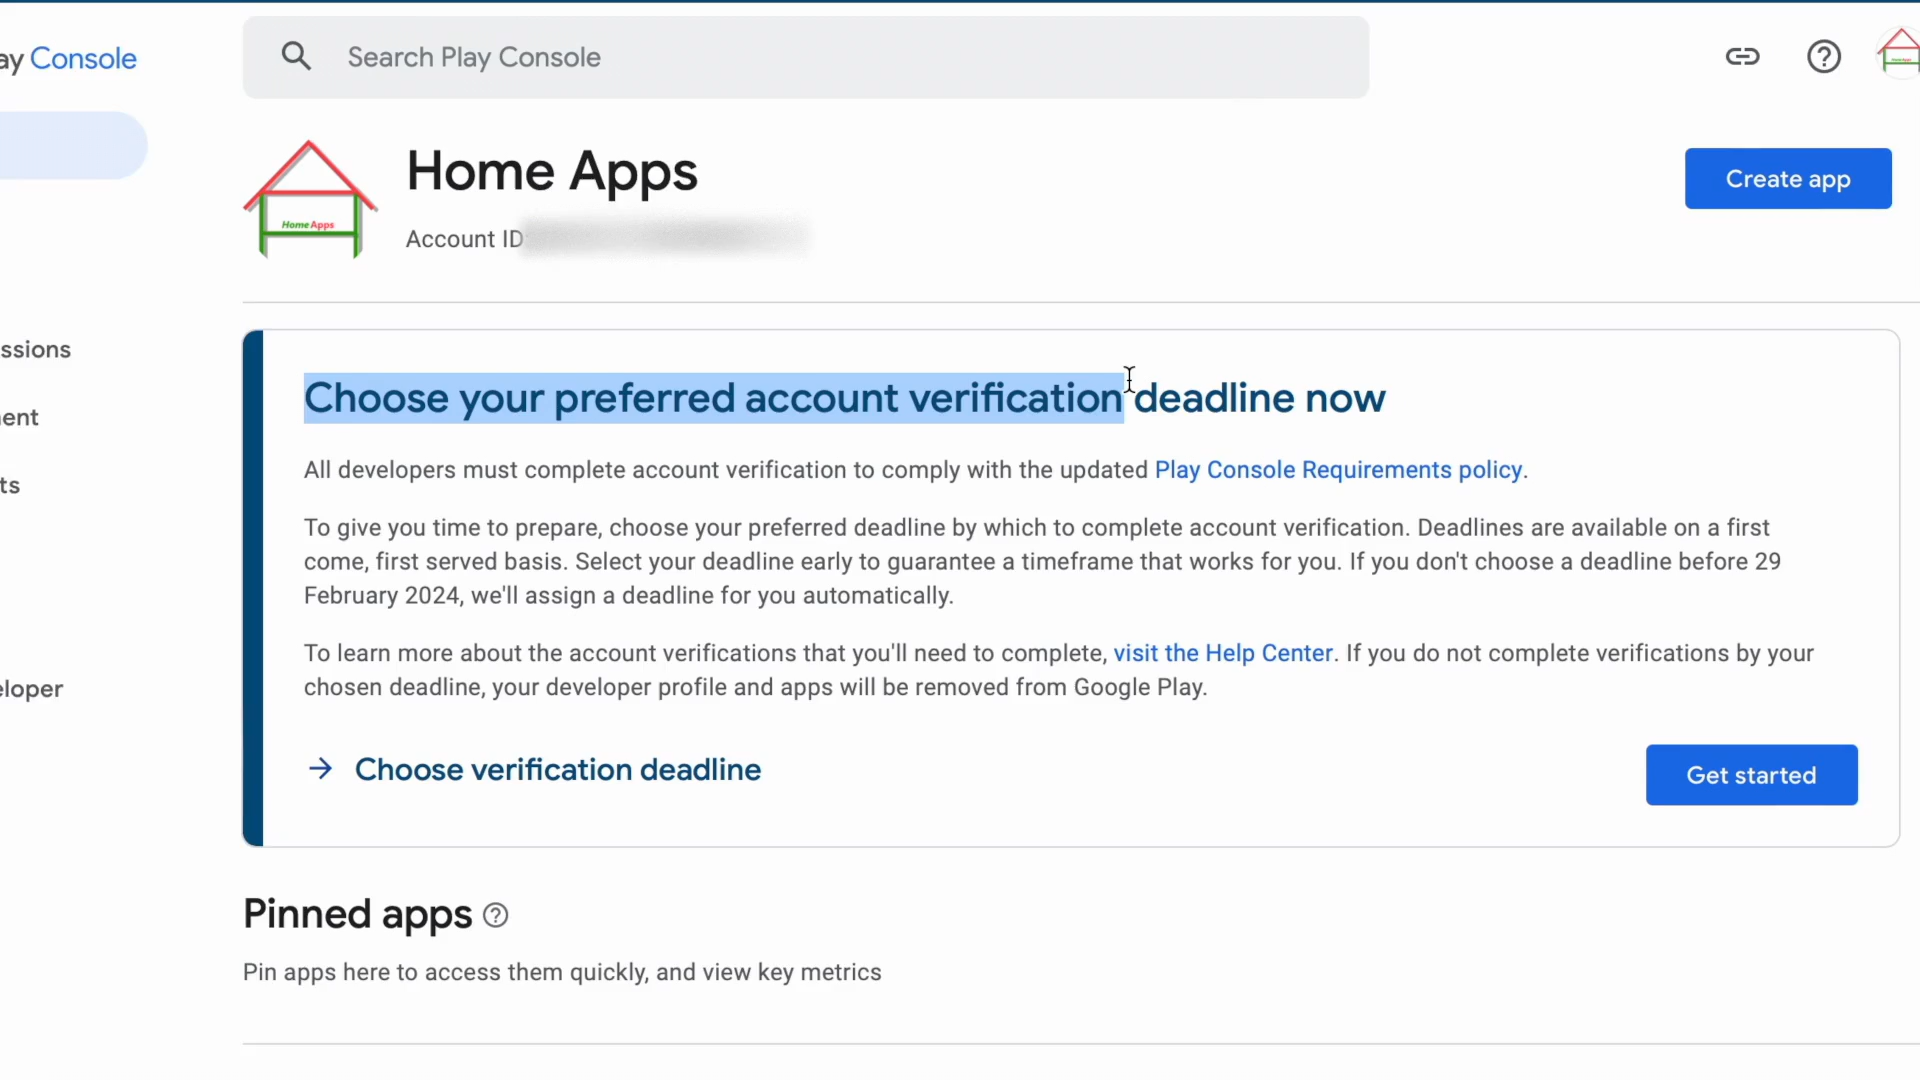 ay Console
Search Play Console
Home Apps
Create app
Home Apps
Account ID
ssions
Choose your preferred account verification deadline now
ent
All developers must complete account verification to comply with the updated Play Console Requirements policy.
ts
To give you time to prepare, choose your preferred deadline by which to complete account verification. Deadlines are available on a first
come, first served basis. Select your deadline early to guarantee a timeframe that works for you. If you don't choose a deadline before 29
February 2024, we'll assign a deadline for you automatically.
To learn more about the account verifications that you'll need to complete, visit the Help Center. If you do not complete verifications by your
chosen deadline, your developer profile and apps will be removed from Google Play.
eloper
Choose verification deadline
Get started
Pinned apps
Pin apps here to access them quickly, and view key metrics